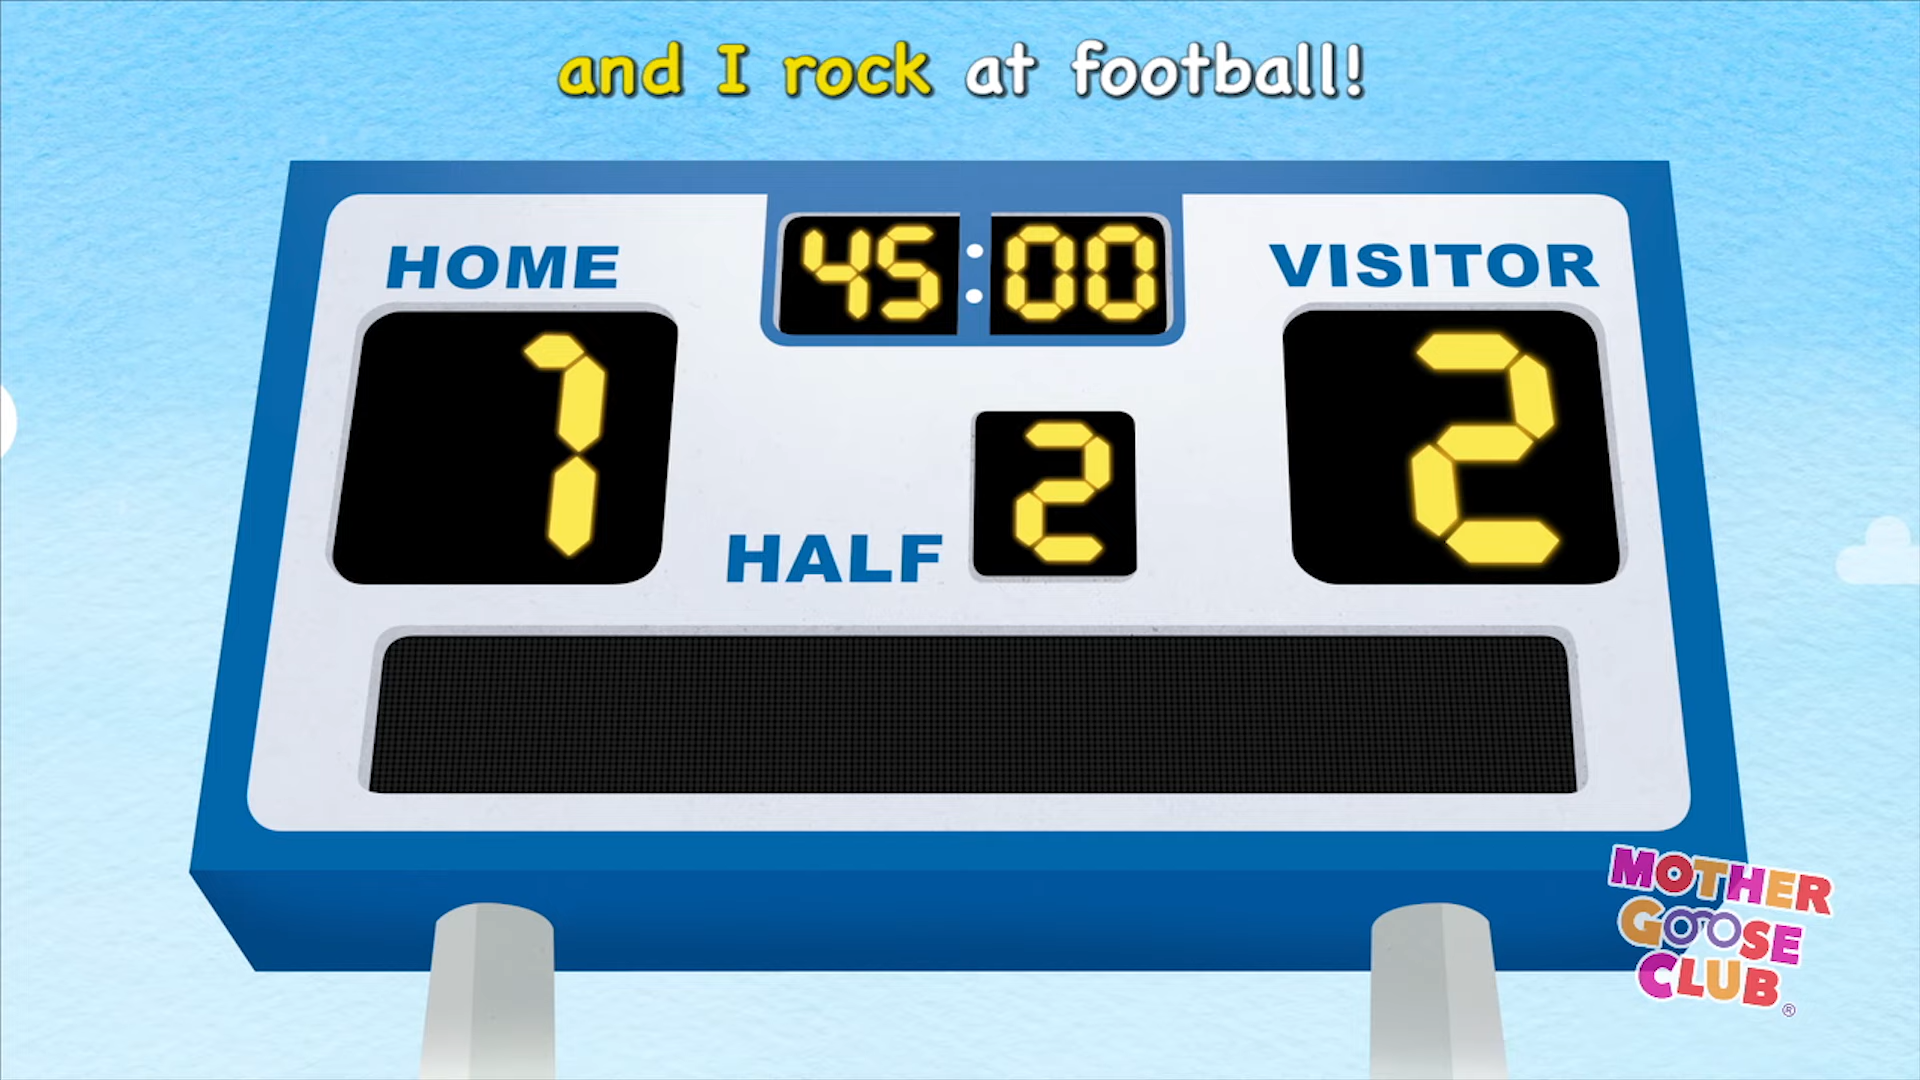 and I rock at football!
45:00
HOME
VISITOR
1
2
HALF 2
MOTHER
GOOSE
CLUB®